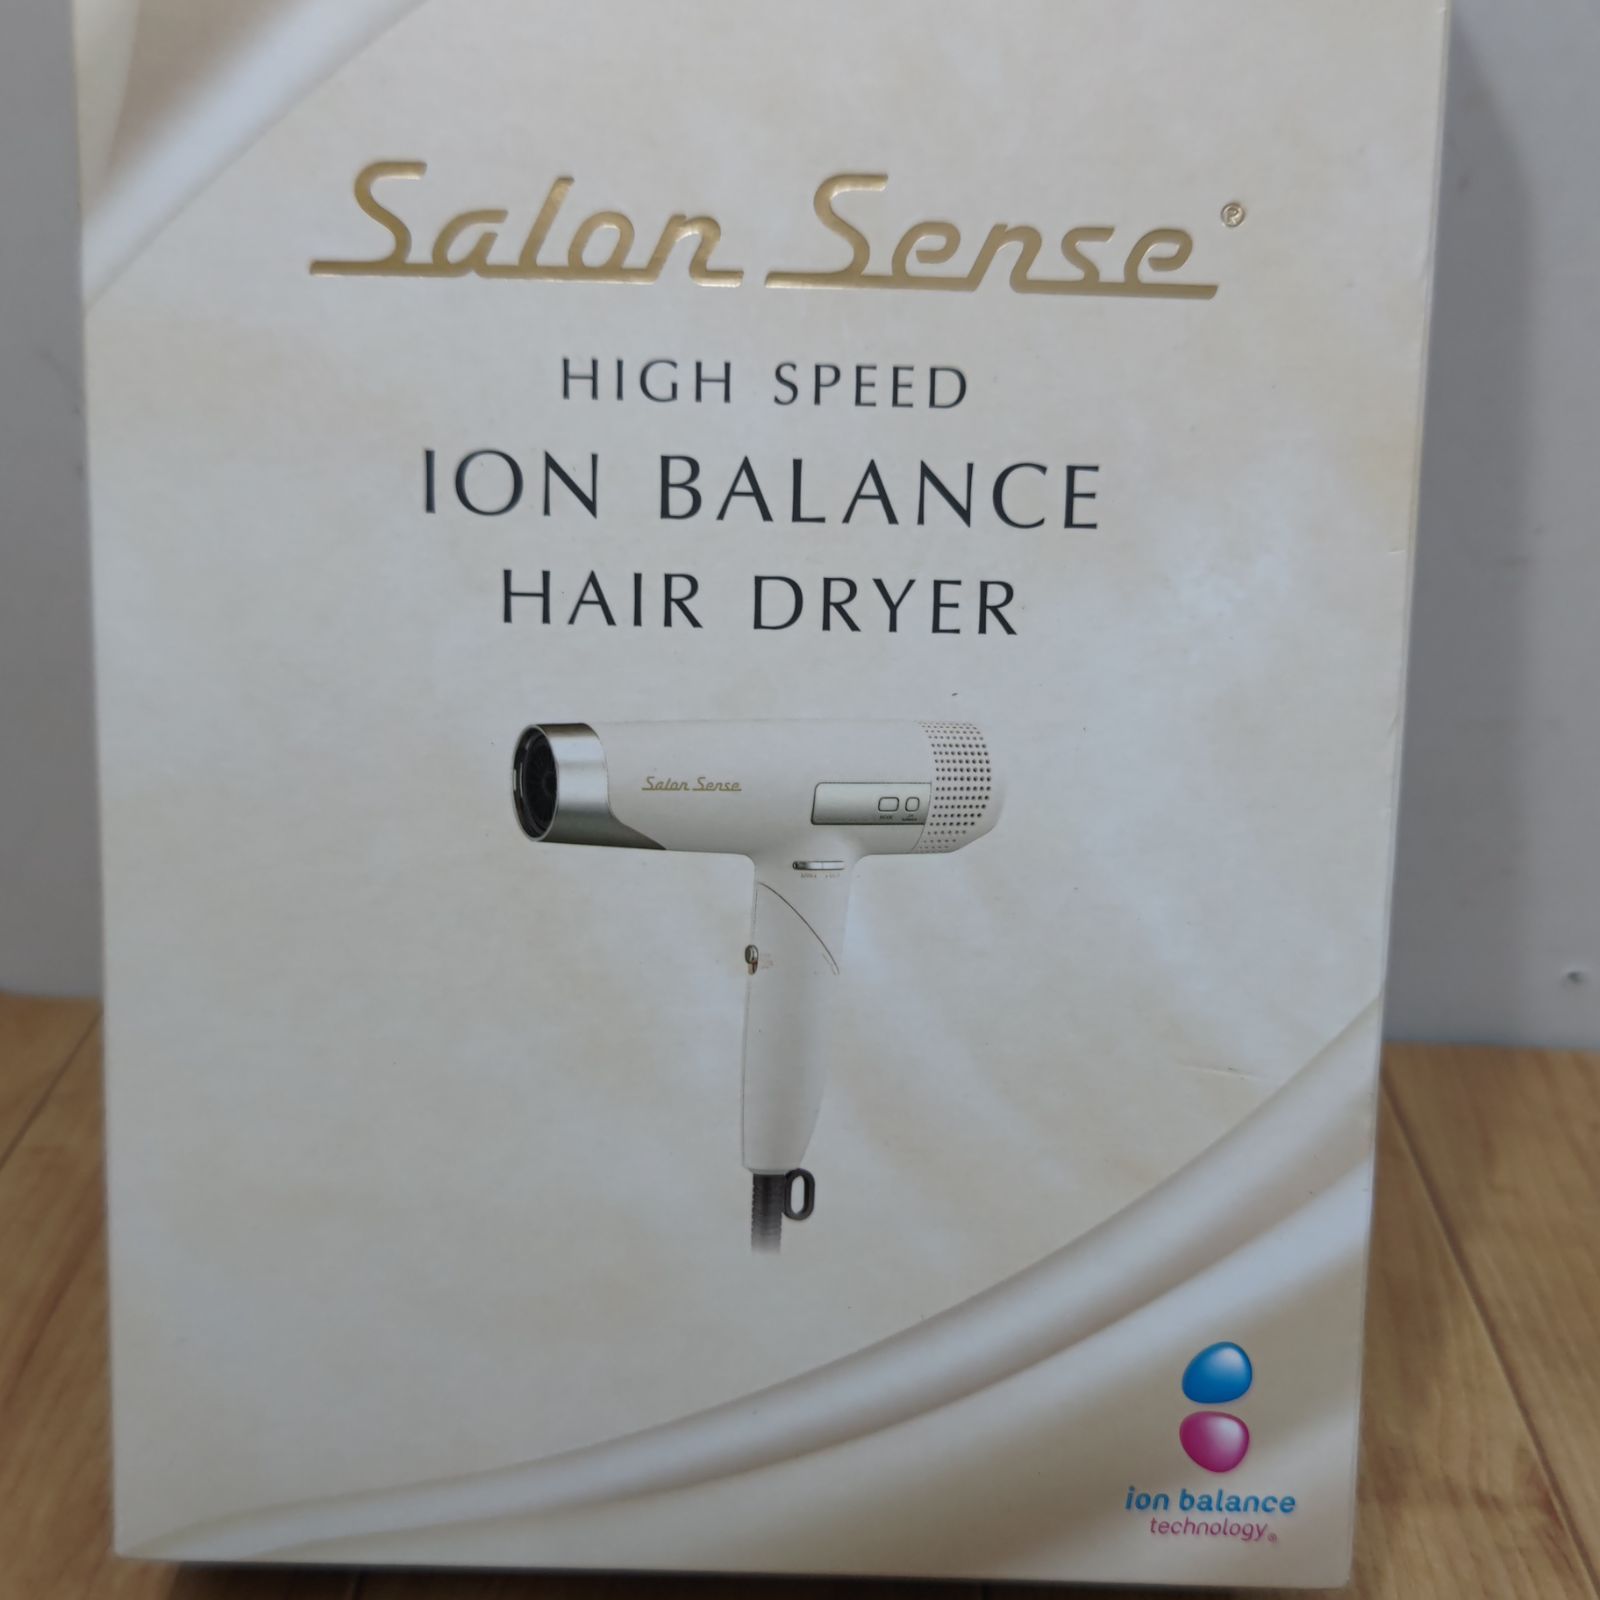 Salon Sense®
HIGH SPEED
ION BALANCE
HAIR DRYER
Salon Sense
ion balance
technology®